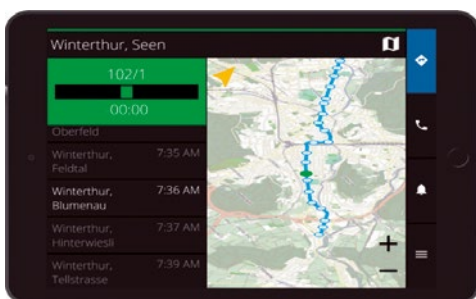 Winterthur, Seen
102/1
00:00
Oberfeld
Winterthur, 7:35 AM
Feldtal
Winterthur, 7:36 AM
Blumenau
Winterthur, 7:37 AM
Hinterwiesli
Winterthur, 7:39 AM
Tellstrasse
+
−